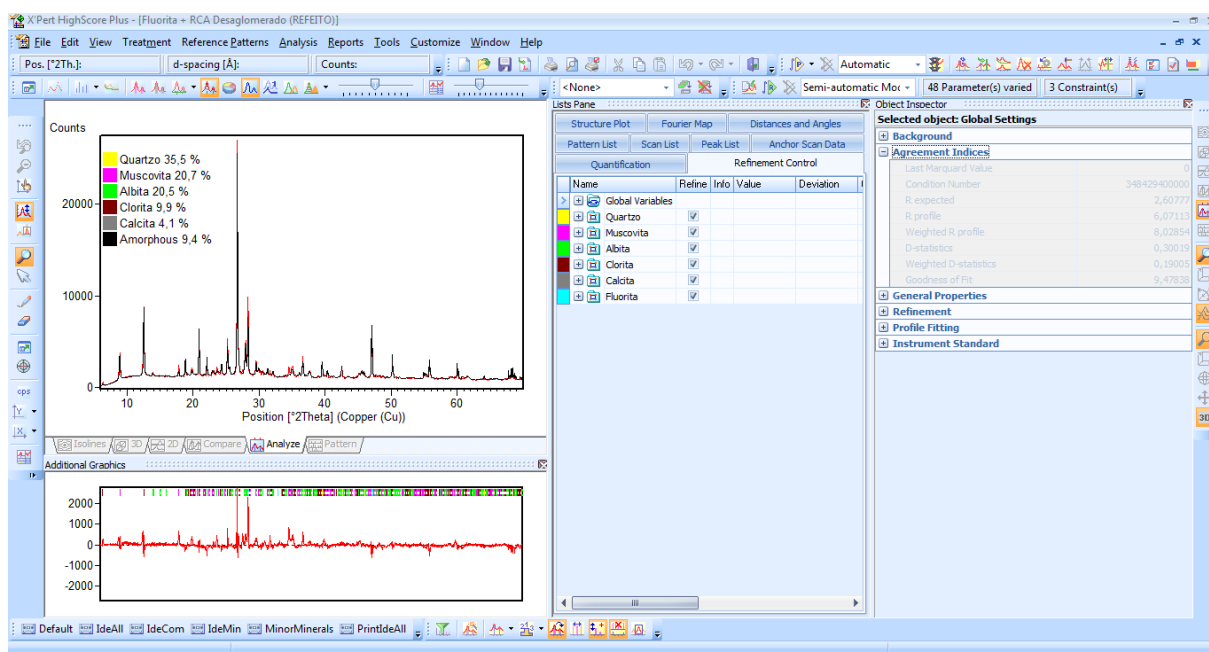 X'Pert HighScore Plus - [Fluorita + RCA Desaglomerado (REFEITO)]
File Edit View Treatment Reference Patterns Analysis Reports Tools Customize Window Help
Pos. [°2Th.]: d-spacing [Å]: Counts: Automatic
<None> Semi-automatic Moc 48 Parameter(s) varied 3 Constraint(s)
Counts
Quartzo 35,5 %
Muscovita 20,7 %
Albita 20,5 %
Clorita 9,9 %
Calcita 4,1 %
Amorphous 9,4 %
20000
10000
0
10 20 30 40 50 60
Position [°2Theta] (Copper (Cu))
cps
Isolines 3D 2D Compare Analyze Pattern
Additional Graphics
2000
1000
0
-1000
-2000
Lists Pane
Structure Plot Fourier Map Distances and Angles
Pattern List Scan List Peak List Anchor Scan Data
Quantification Refinement Control
Name Refine Info Value Deviation
Global Variables
Quartzo
Muscovita
Albita
Clorita
Calcita
Fluorita
Object Inspector
Selected object: Global Settings
Background
Agreement Indices
Last Marquard Value 0
Condition Number 348429400000
R expected 2,60777
R profile 6,07113
Weighted R profile 8,02854
D-statistics 0,30019
Weighted D-statistics 0,19005
Goodness of Fit 9,47838
General Properties
Refinement
Profile Fitting
Instrument Standard
3D
Default IdeAll IdeCom IdeMin MinorMinerals PrintIdeAll